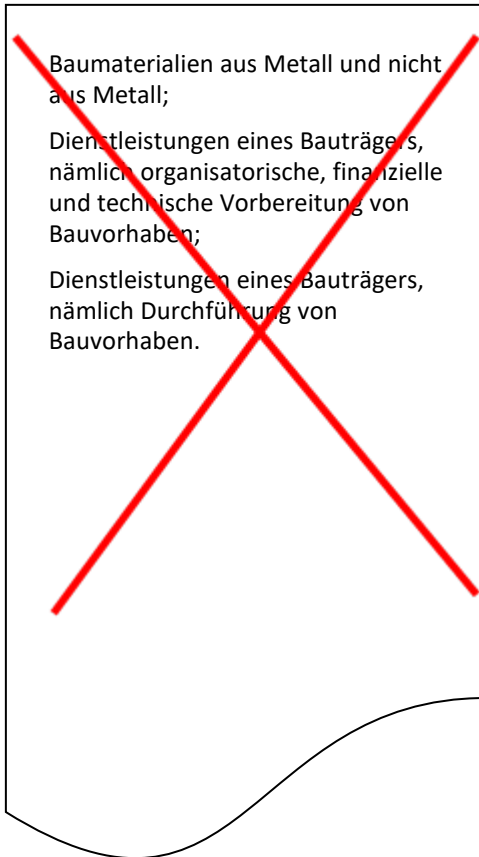 Baumaterialien aus Metall und nicht
aus Metall;
Dienstleistungen eines Bauträgers,
nämlich organisatorische, finanzielle
und technische Vorbereitung von
Bauvorhaben;
Dienstleistungen eines Bauträgers,
nämlich Durchführung von
Bauvorhaben.